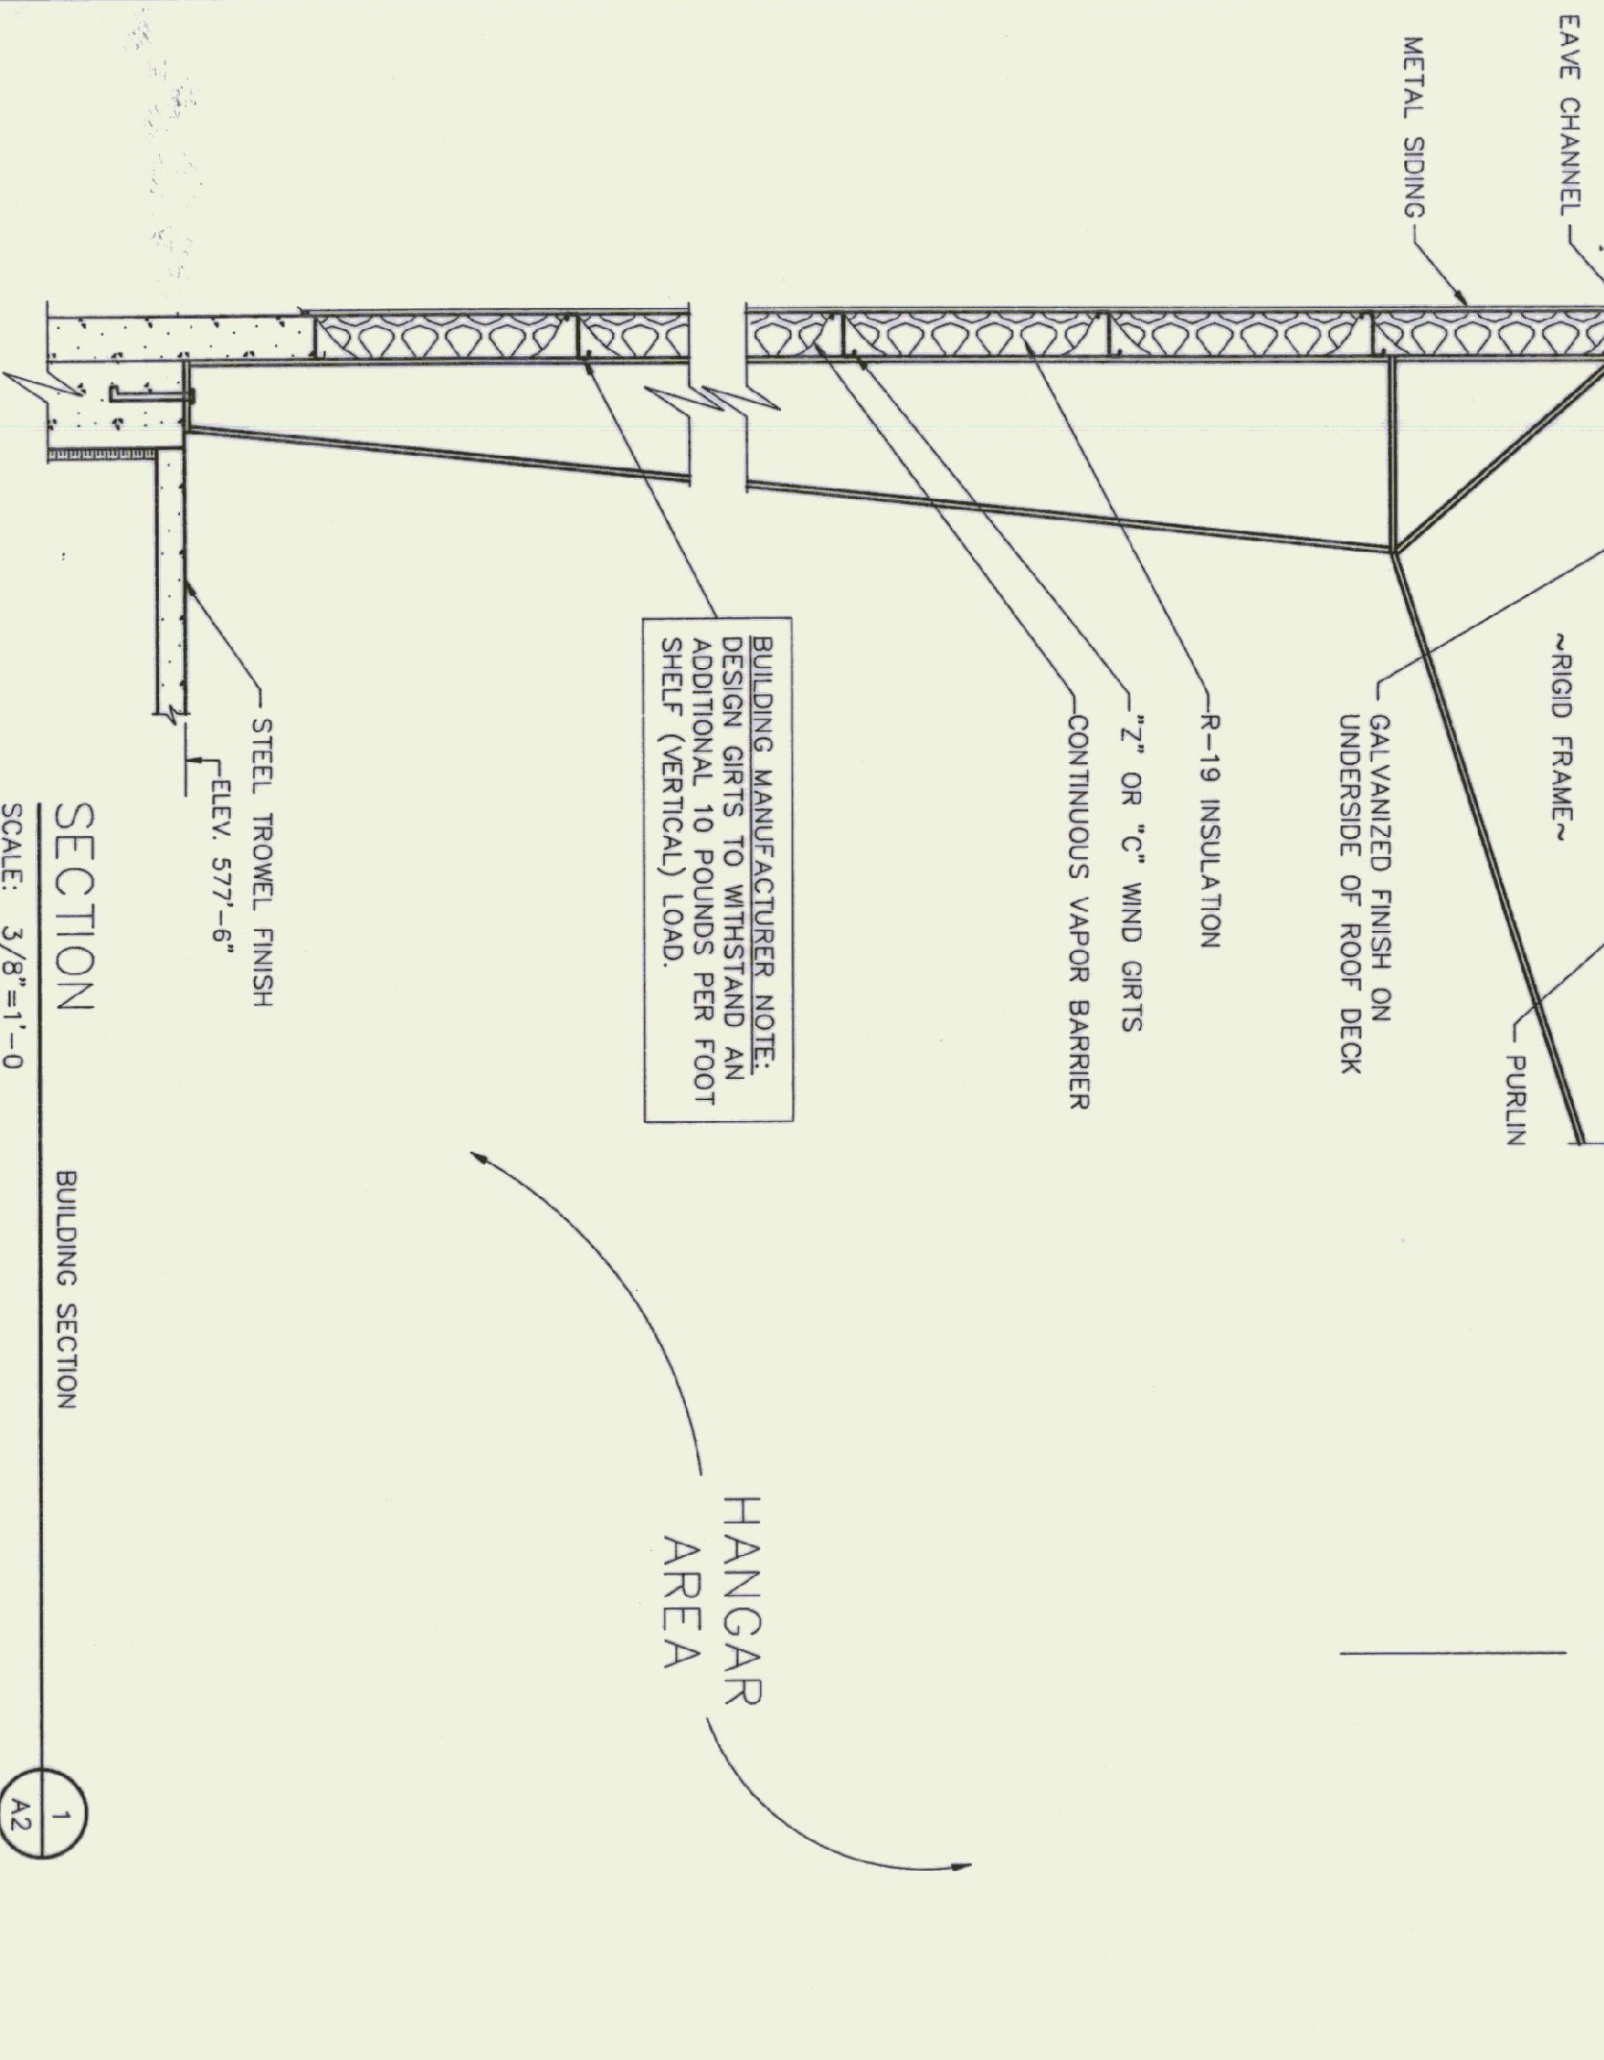 EAVE CHANNEL
METAL SIDING
~RIGID FRAME~
PURLIN
GALVANIZED FINISH ON
UNDERSIDE OF ROOF DECK
R-19 INSULATION
"Z" OR "C" WIND GIRTS
CONTINUOUS VAPOR BARRIER
BUILDING MANUFACTURER NOTE:
DESIGN GIRTS TO WITHSTAND AN
ADDITIONAL 10 POUNDS PER FOOT
SHELF (VERTICAL) LOAD.
HANGAR
AREA
STEEL TROWEL FINISH
ELEV. 577'-6"
SECTION
BUILDING SECTION
SCALE: 3/8"=1'-0
1
A2